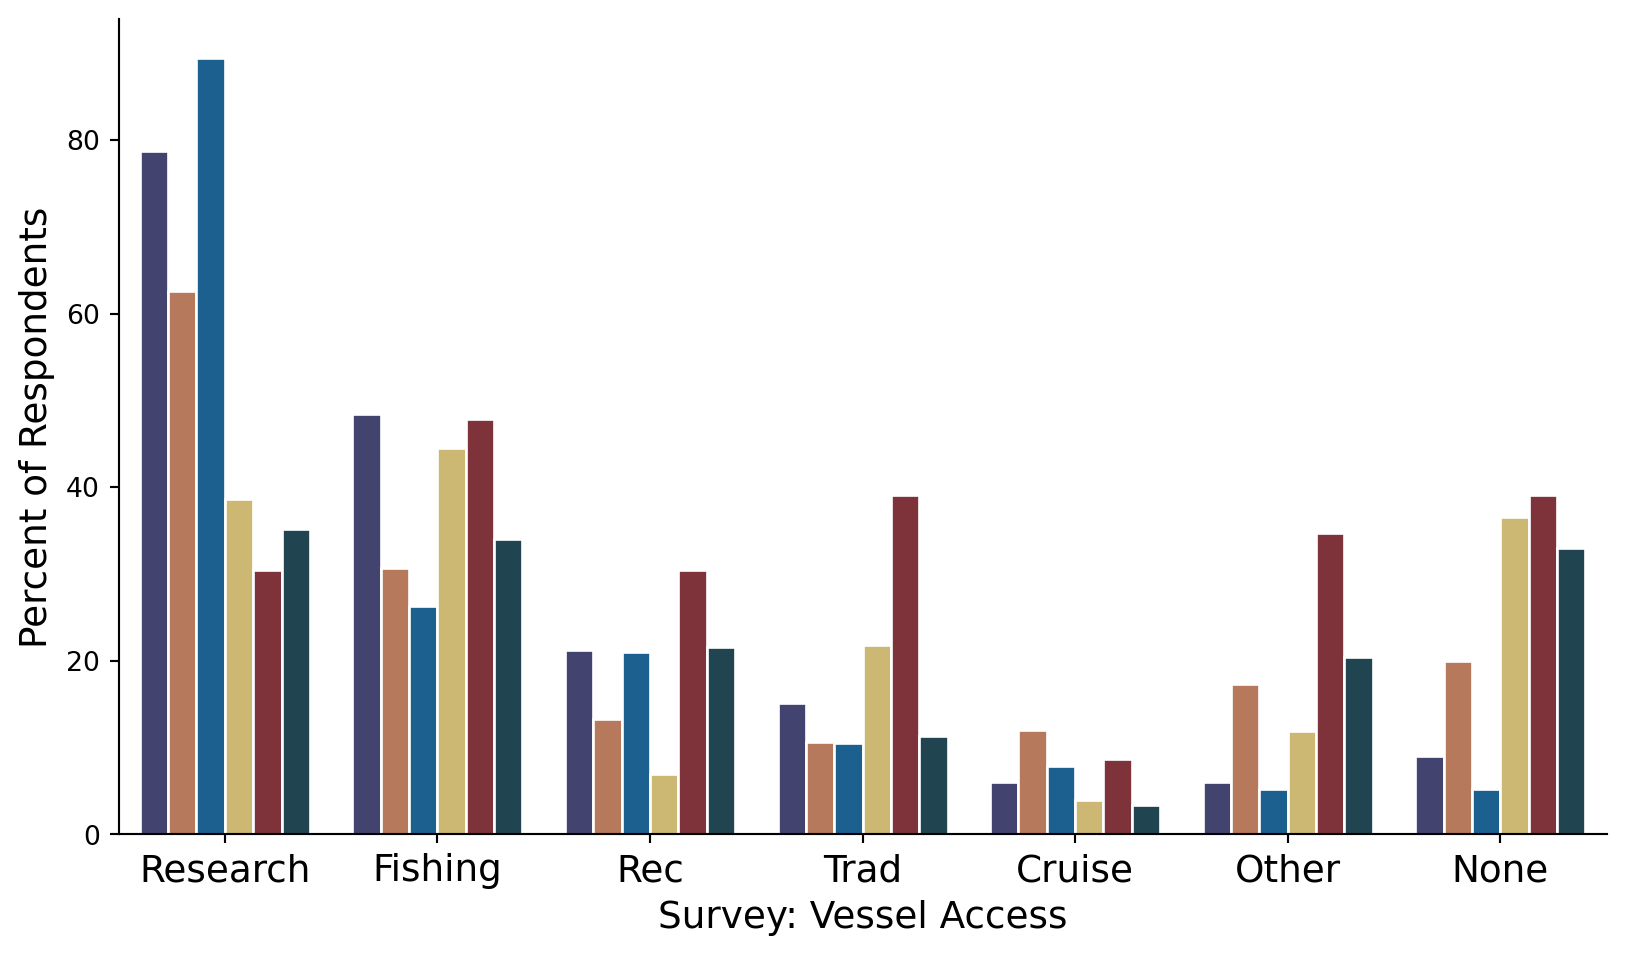 Percent of Respondents
80
60
40
20
0
Research Fishing Rec Trad Cruise Other None
Survey: Vessel Access